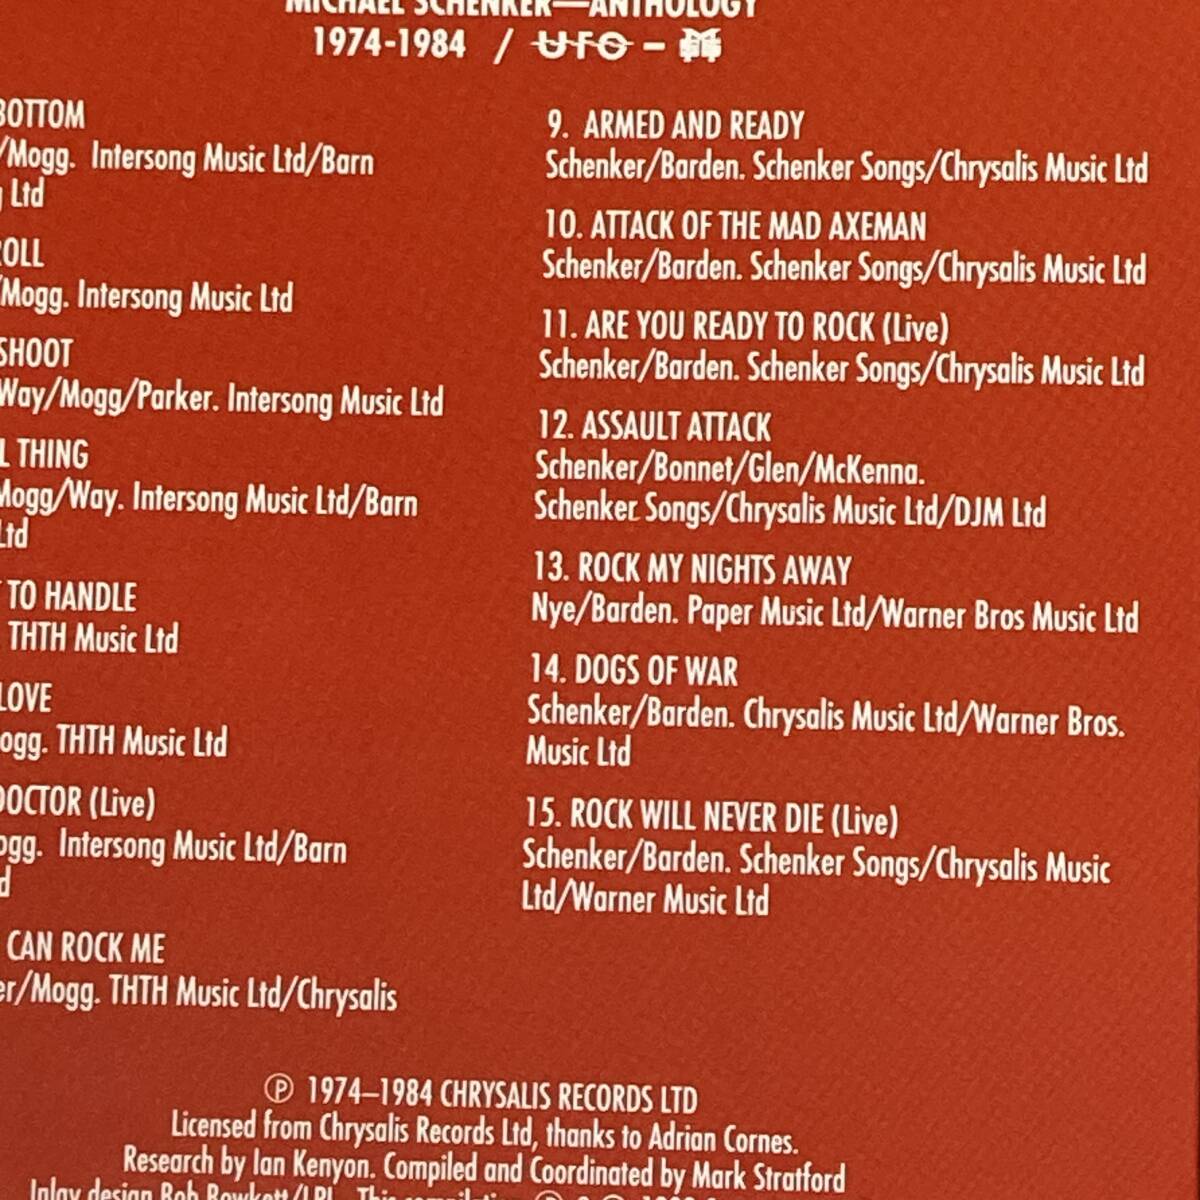 MICHAEL SCHENKER—ANTHOLOGY
1974-1984 / UFO –
BOTTOM
/Mogg. Intersong Music Ltd/Barn
Ltd
OLL
/Mogg. Intersong Music Ltd
SHOOT
Way/Mogg/Parker. Intersong Music Ltd
L THING
Mogg/Way. Intersong Music Ltd/Barn
Ltd
TO HANDLE
THTH Music Ltd
LOVE
ogg. THTH Music Ltd
DOCTOR (Live)
ogg. Intersong Music Ltd/Barn
d
CAN ROCK ME
er/Mogg. THTH Music Ltd/Chrysalis
9. ARMED AND READY
Schenker/Barden. Schenker Songs/Chrysalis Music Ltd
10. ATTACK OF THE MAD AXEMAN
Schenker/Barden. Schenker Songs/Chrysalis Music Ltd
11. ARE YOU READY TO ROCK (Live)
Schenker/Barden. Schenker Songs/Chrysalis Music Ltd
12. ASSAULT ATTACK
Schenker/Bonnet/Glen/McKenna.
Schenker Songs/Chrysalis Music Ltd/DJM Ltd
13. ROCK MY NIGHTS AWAY
Nye/Barden. Paper Music Ltd/Warner Bros Music Ltd
14. DOGS OF WAR
Schenker/Barden. Chrysalis Music Ltd/Warner Bros.
Music Ltd
15. ROCK WILL NEVER DIE (Live)
Schenker/Barden. Schenker Songs/Chrysalis Music
Ltd/Warner Music Ltd
℗ 1974–1984 CHRYSALIS RECORDS LTD
Licensed from Chrysalis Records Ltd, thanks to Adrian Cornes.
Research by Ian Kenyon. Compiled and Coordinated by Mark Stratford
Inlay design Rob Bowkett/LPI. This compilation ℗ & ©